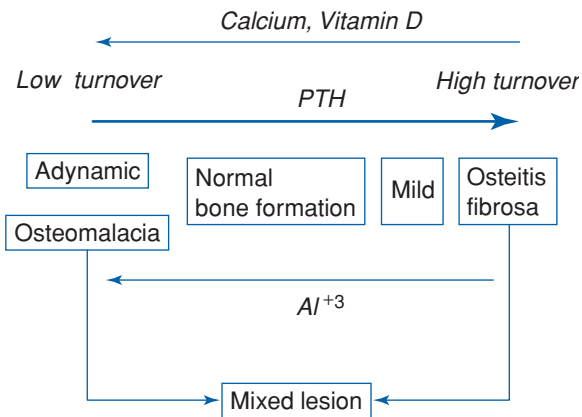 Calcium, Vitamin D
Low turnover
High turnover
PTH
Adynamic
Normal
bone formation
Mild
Osteitis
fibrosa
Osteomalacia
Al+3
Mixed lesion